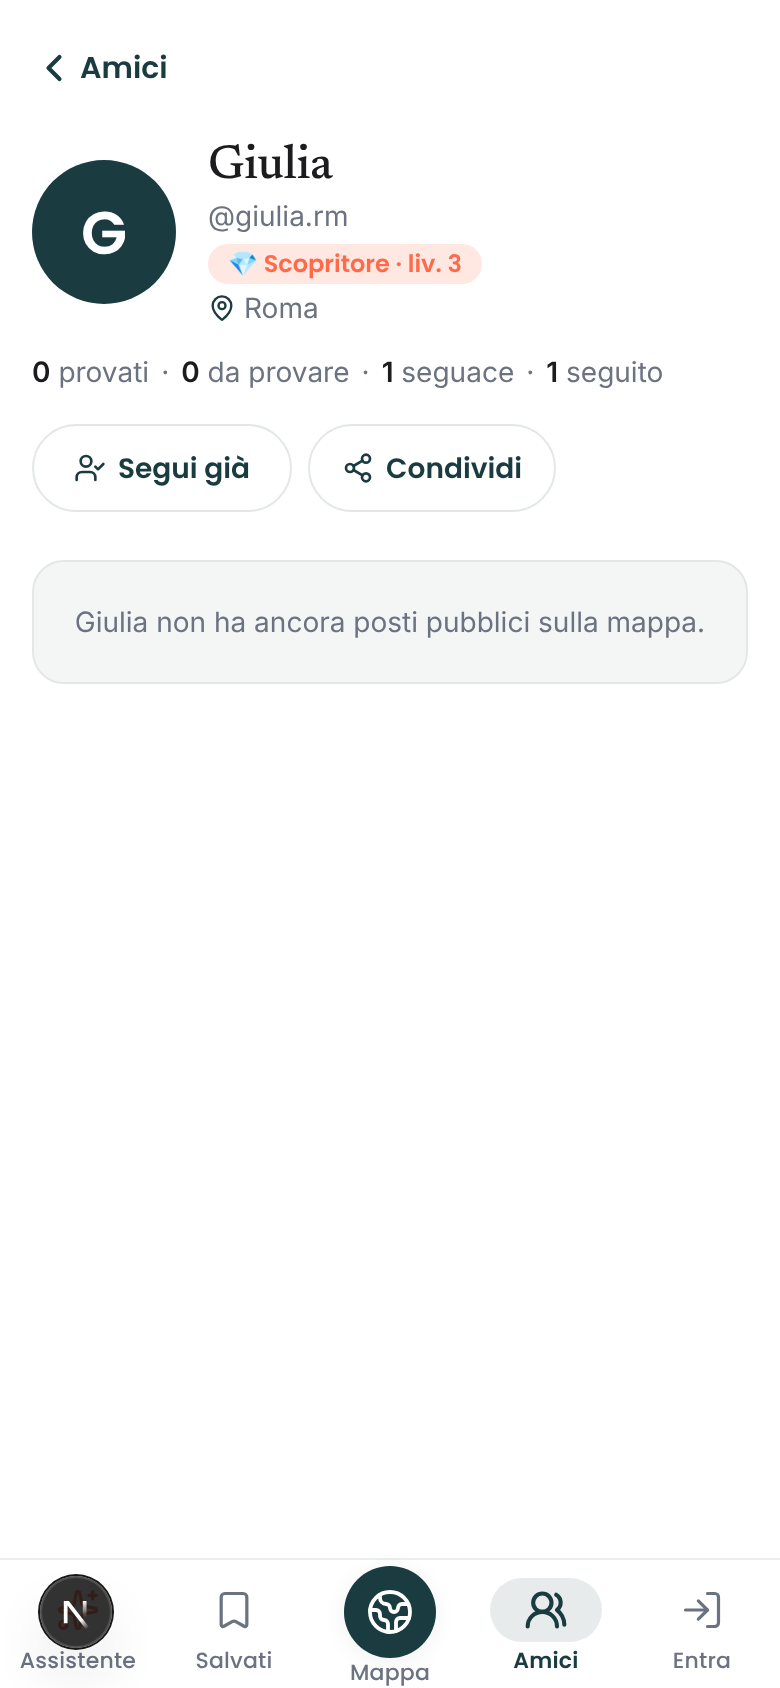 Amici
Giulia
G
@giulia.rm
💎 Scopritore · liv. 3
Roma
0 provati · 0 da provare · 1 seguace · 1 seguito
Segui già
Condividi
Giulia non ha ancora posti pubblici sulla mappa.
N
Assistente
Salvati
Mappa
Amici
Entra